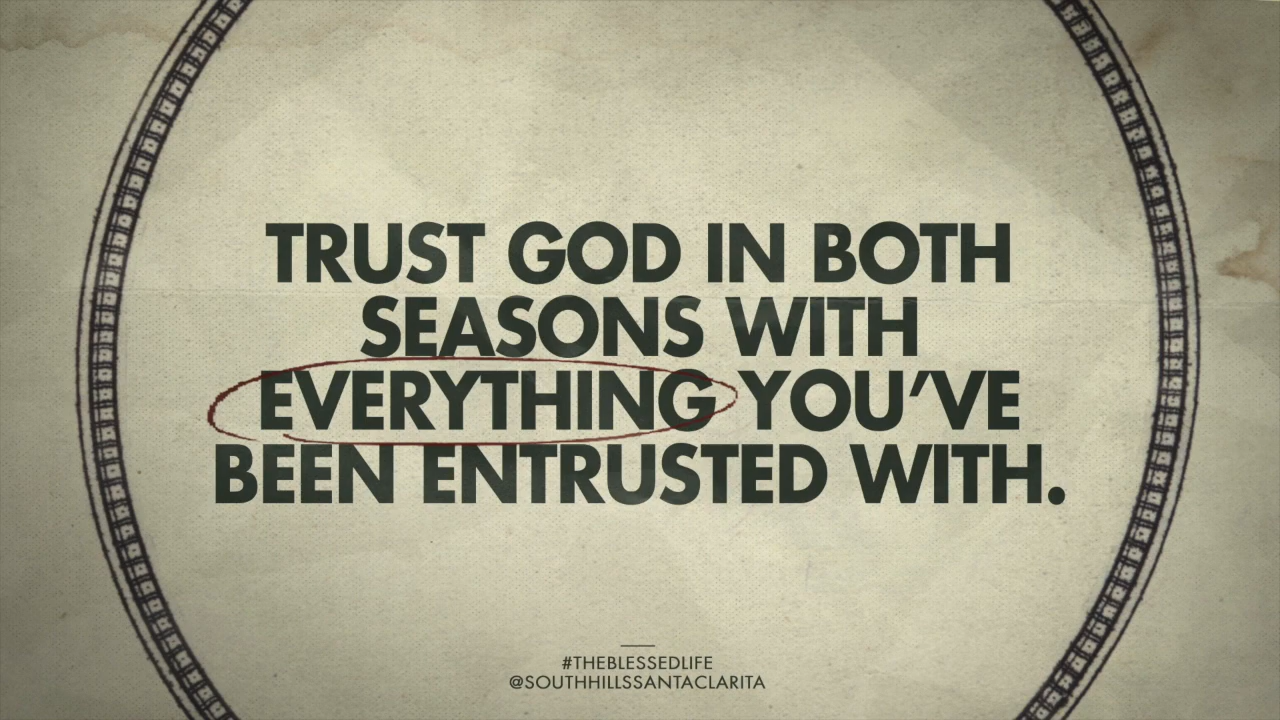 TRUST GOD IN BOTH
SEASONS WITH
EVERYTHING YOU'VE
BEEN ENTRUSTED WITH.
#THEBLESSEDLIFE
@SOUTHHILLSSANTACLARITA